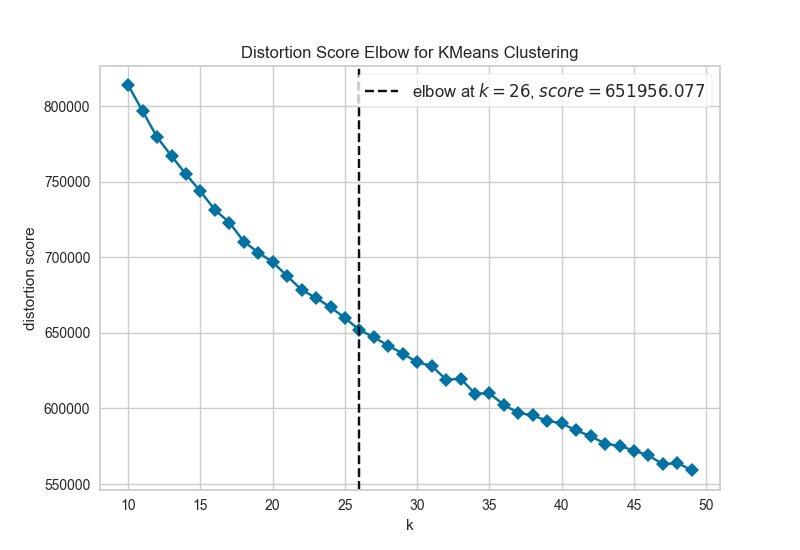 Distortion Score Elbow for KMeans Clustering
elbow at k = 26, score = 651956.077
distortion score
800000
750000
700000
650000
600000
550000
10 15 20 25 30 35 40 45 50
k